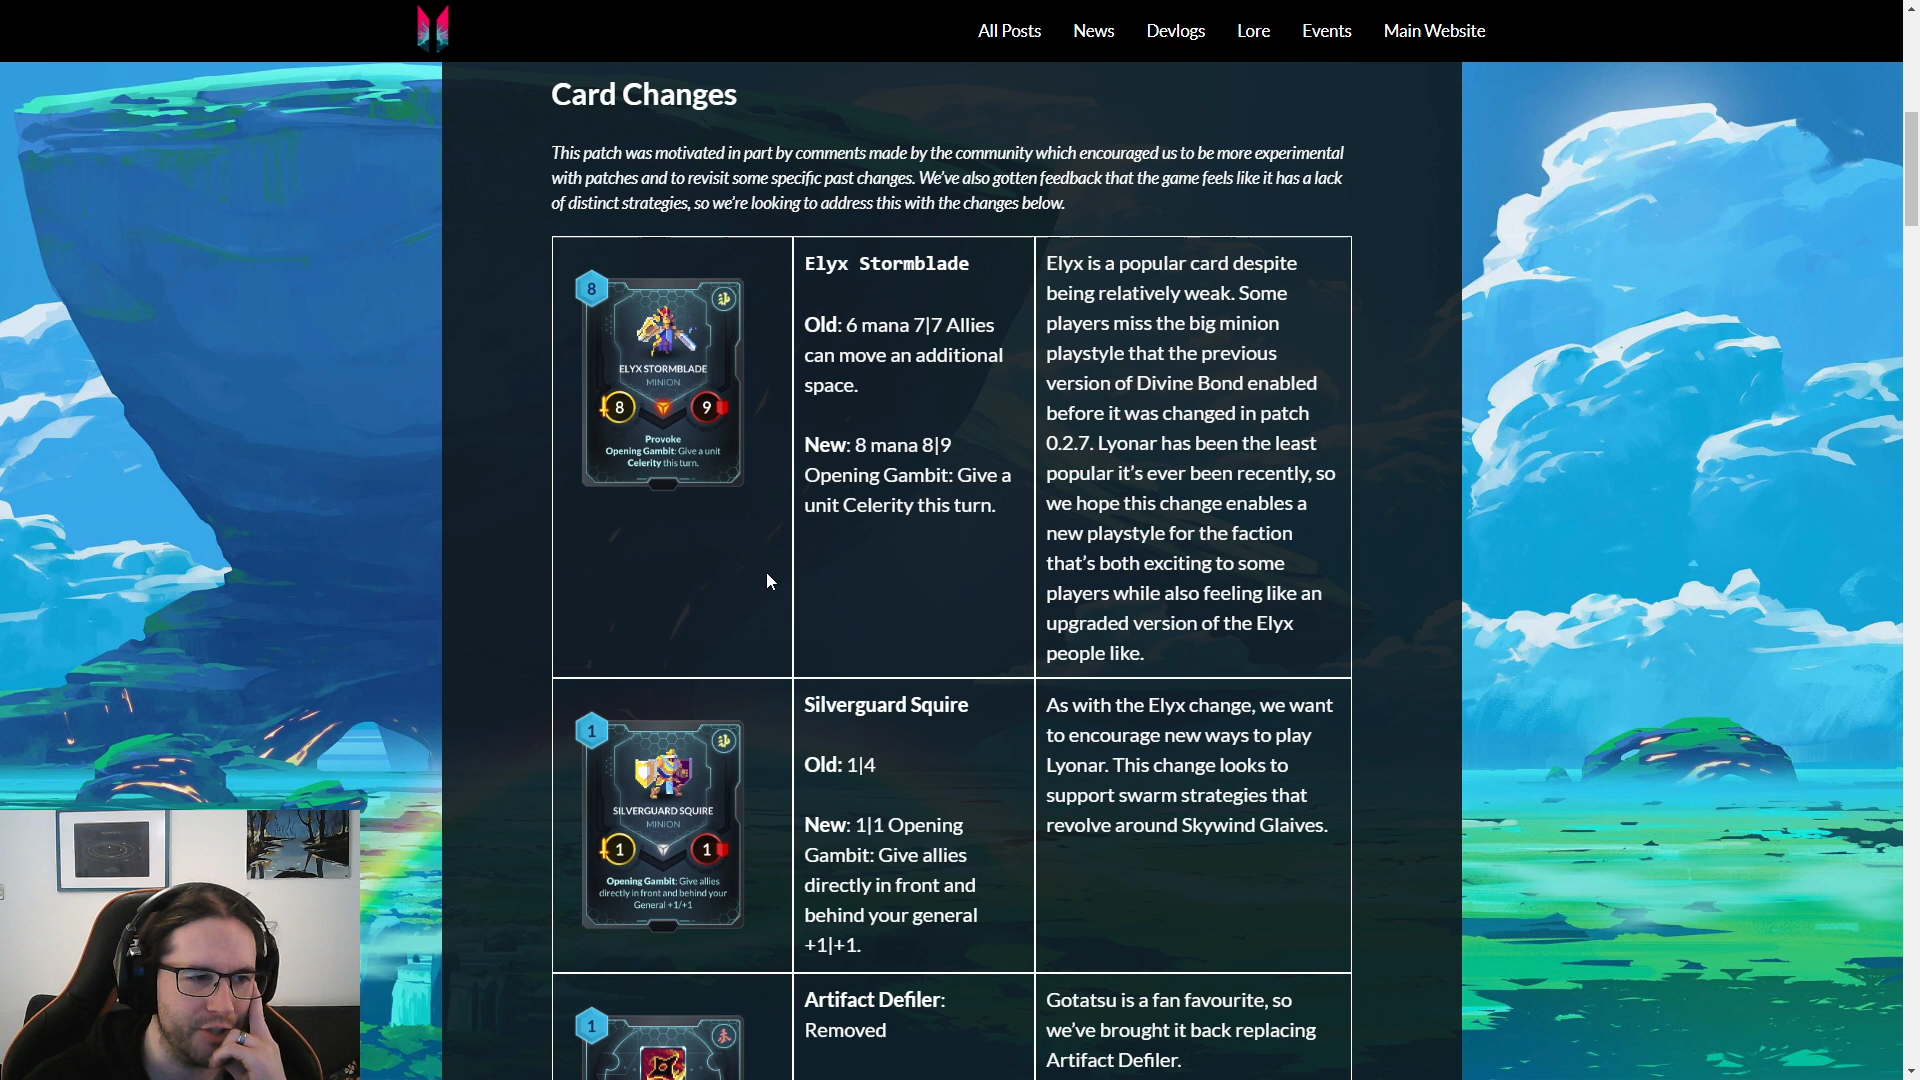 All Posts
News
Devlogs
Lore
Events
Main Website
Card Changes
This patch was motivated in part by comments made by the community which encouraged us to be more experimental
with patches and to revisit some specific past changes. We've also gotten feedback that the game feels like it has a lack
of distinct strategies, so we're looking to address this with the changes below.
8
ELYX STORMBLADE
MINION
8
9
Provoke
Opening Gambit: Give a unit
Celerity this turn.
Elyx Stormblade
Old: 6 mana 7|7 Allies
can move an additional
space.
New: 8 mana 8|9
Opening Gambit: Give a
unit Celerity this turn.
Elyx is a popular card despite
being relatively weak. Some
players miss the big minion
playstyle that the previous
version of Divine Bond enabled
before it was changed in patch
0.2.7. Lyonar has been the least
popular it's ever been recently, so
we hope this change enables a
new playstyle for the faction
that's both exciting to some
players while also feeling like an
upgraded version of the Elyx
people like.
1
SILVERGUARD SQUIRE
MINION
1
1
Opening Gambit: Give allies
directly in front and behind your
General +1/+1
Silverguard Squire
Old: 1|4
New: 1|1 Opening
Gambit: Give allies
directly in front and
behind your general
+1|+1.
As with the Elyx change, we want
to encourage new ways to play
Lyonar. This change looks to
support swarm strategies that
revolve around Skywind Glaives.
1
Artifact Defiler:
Removed
Gotatsu is a fan favourite, so
we've brought it back replacing
Artifact Defiler.